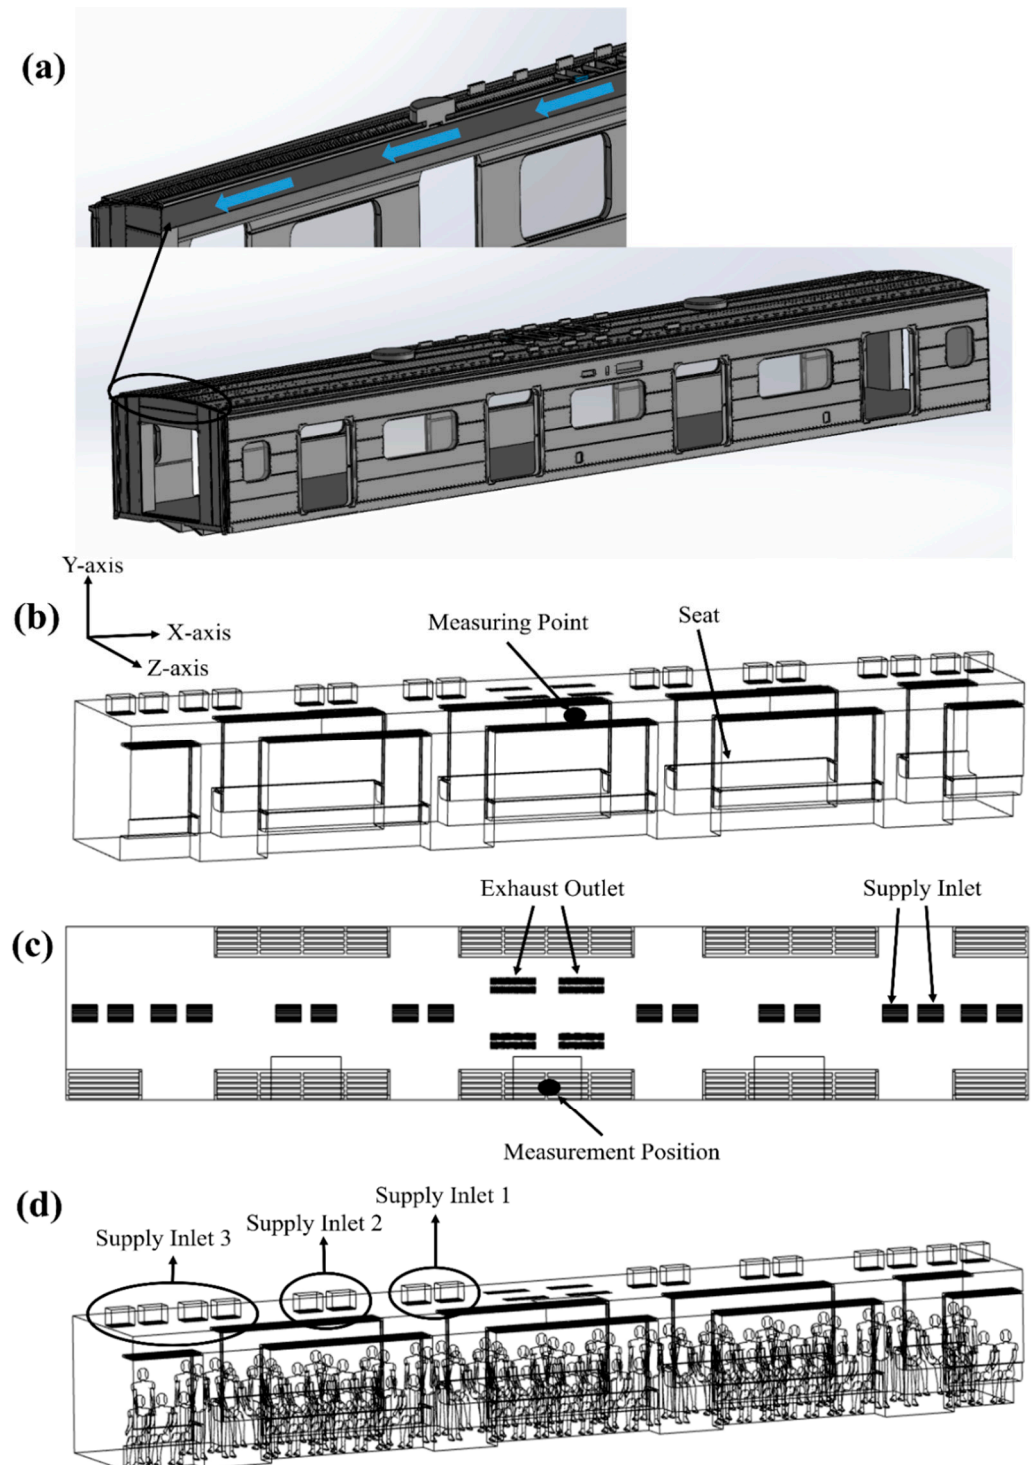 (a)
Y-axis
(b)
X-axis
Z-axis
Measuring Point
Seat
Exhaust Outlet
Supply Inlet
(c)
Measurement Position
(d)
Supply Inlet 3
Supply Inlet 2
Supply Inlet 1